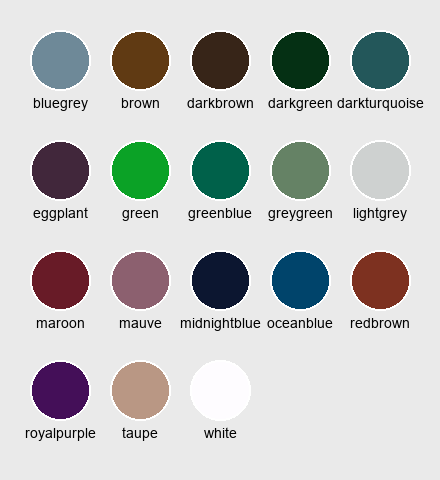 bluegrey brown darkbrown darkgreen darkturquoise
eggplant green greenblue greygreen lightgrey
maroon mauve midnightblue oceanblue redbrown
royalpurple taupe white